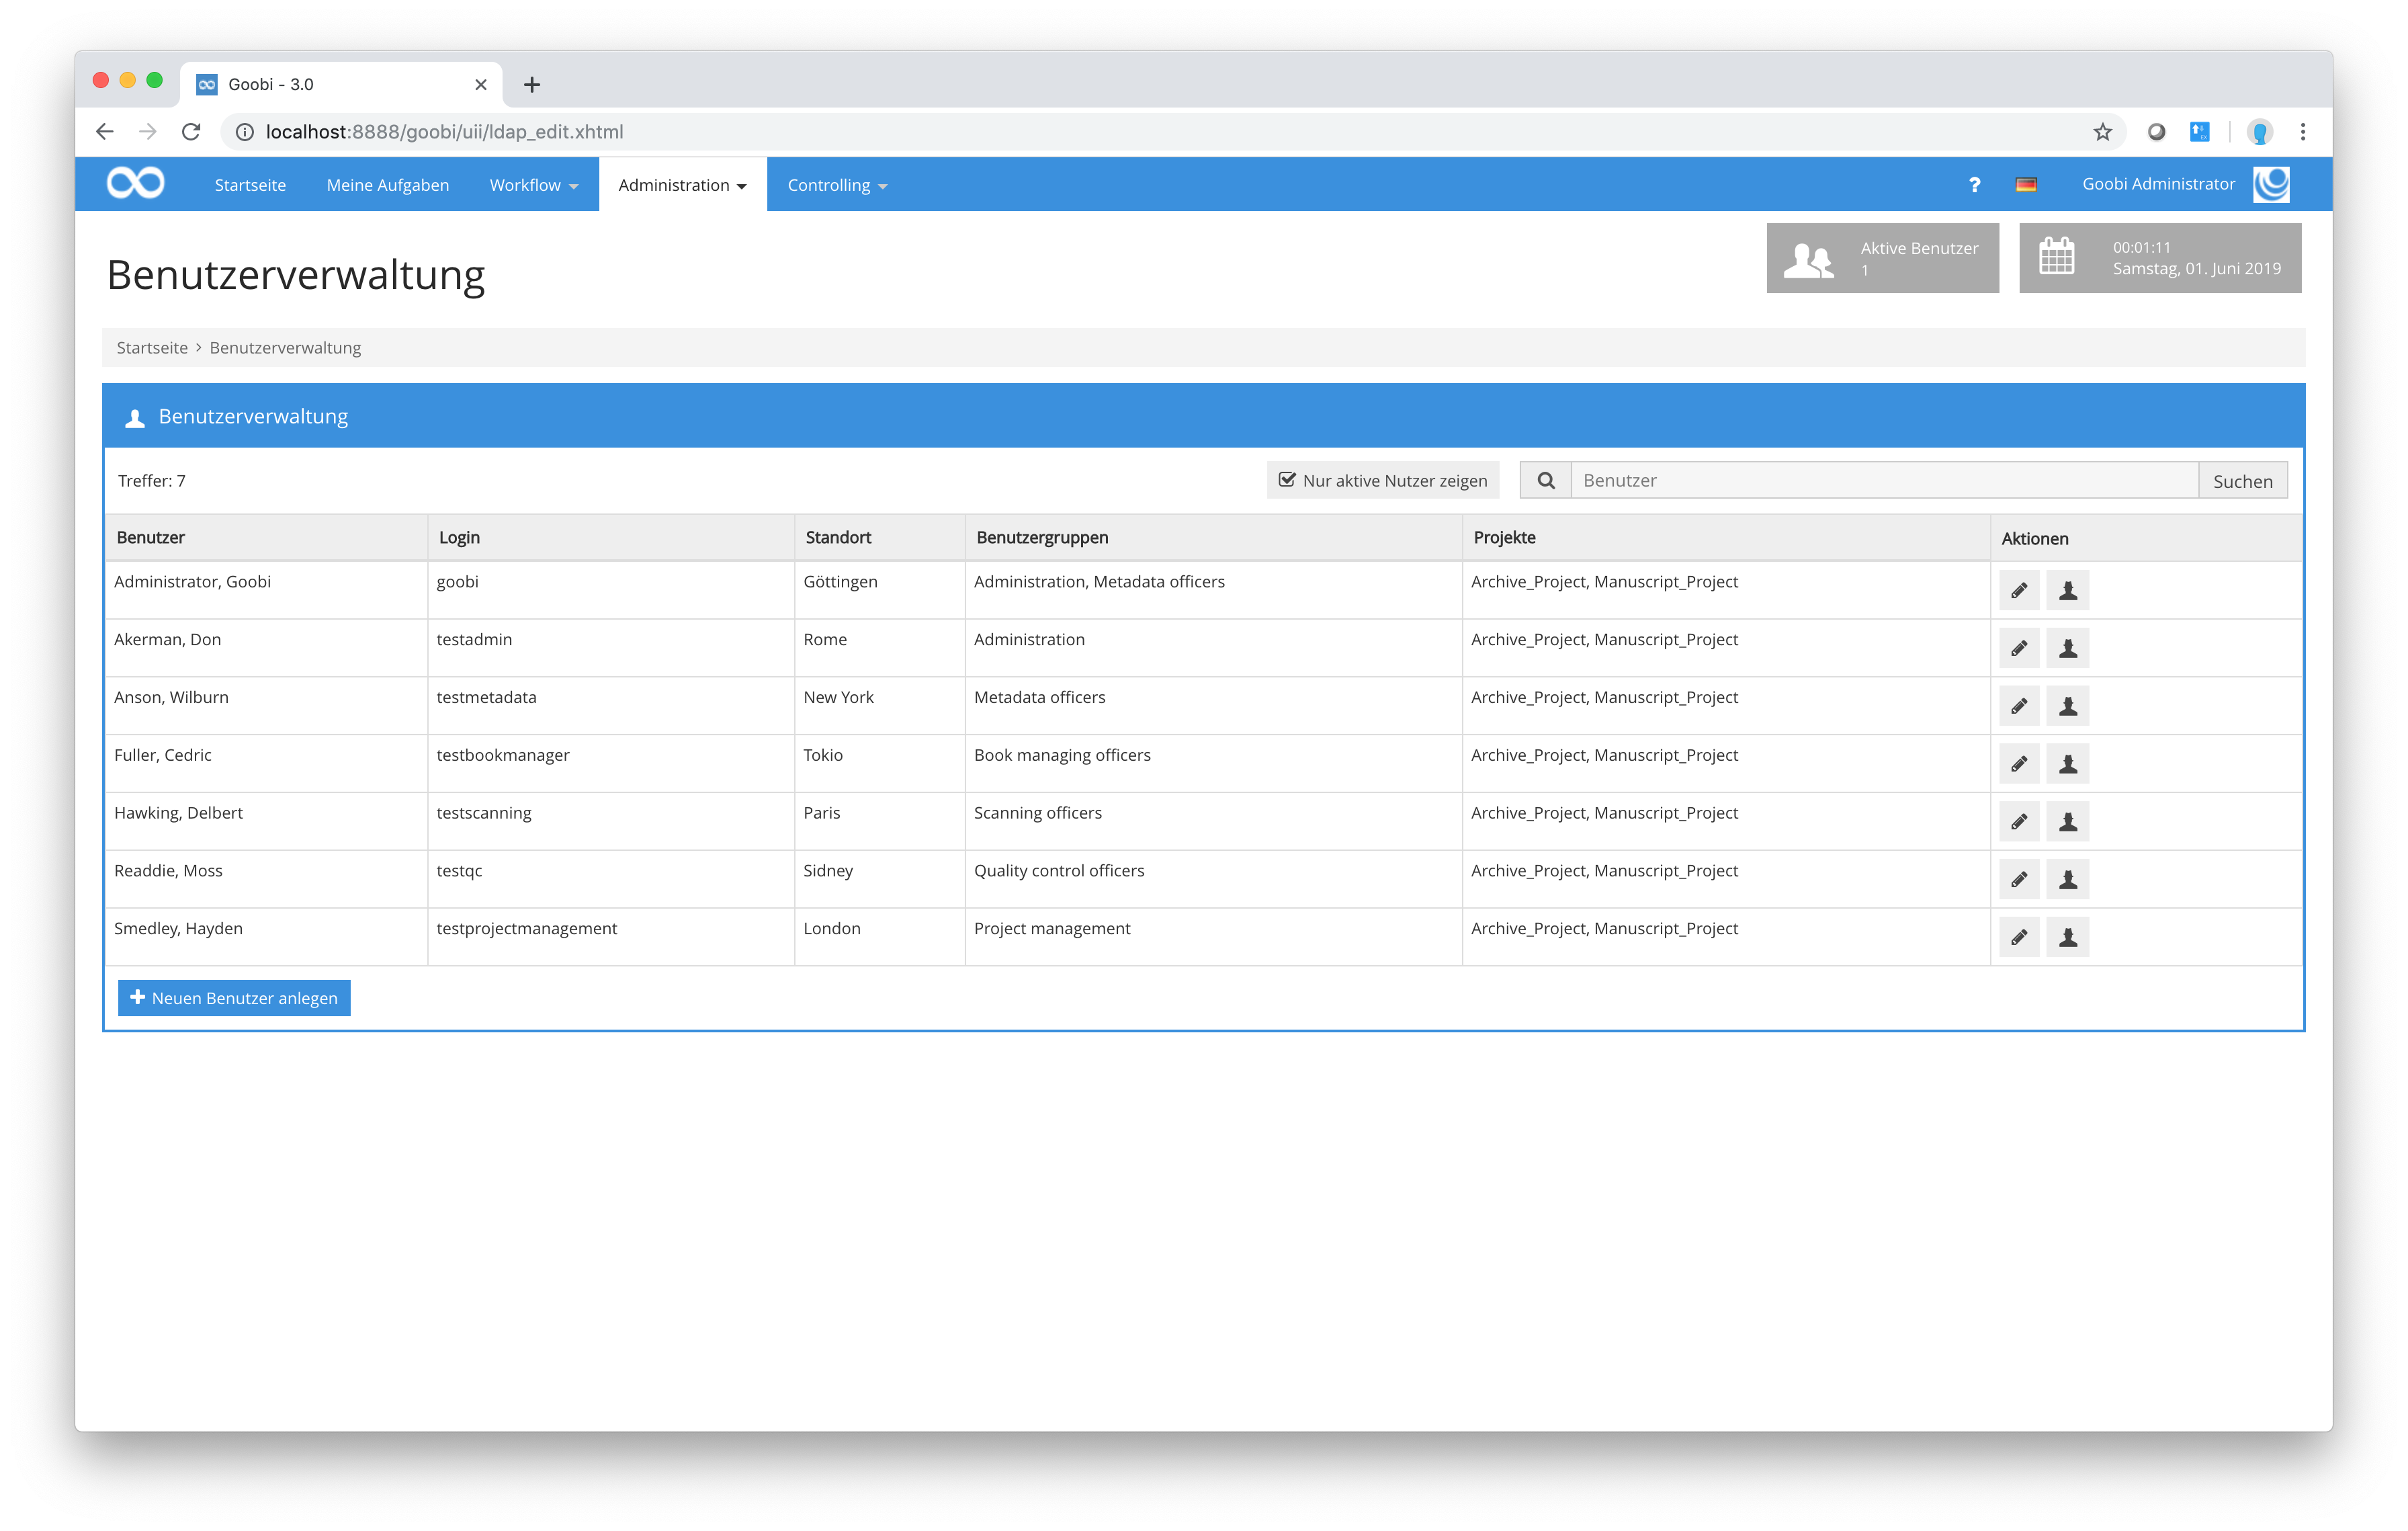 Goobi - 3.0
localhost:8888/goobi/uii/ldap_edit.xhtml
Startseite Meine Aufgaben Workflow Administration Controlling ? Goobi Administrator
Benutzerverwaltung
Aktive Benutzer
1
00:01:11
Samstag, 01. Juni 2019
Startseite > Benutzerverwaltung
Benutzerverwaltung
Treffer: 7 Nur aktive Nutzer zeigen Benutzer Suchen
Benutzer Login Standort Benutzergruppen Projekte Aktionen
Administrator, Goobi goobi Göttingen Administration, Metadata officers Archive_Project, Manuscript_Project
Akerman, Don testadmin Rome Administration Archive_Project, Manuscript_Project
Anson, Wilburn testmetadata New York Metadata officers Archive_Project, Manuscript_Project
Fuller, Cedric testbookmanager Tokio Book managing officers Archive_Project, Manuscript_Project
Hawking, Delbert testscanning Paris Scanning officers Archive_Project, Manuscript_Project
Readdie, Moss testqc Sidney Quality control officers Archive_Project, Manuscript_Project
Smedley, Hayden testprojectmanagement London Project management Archive_Project, Manuscript_Project
Neuen Benutzer anlegen